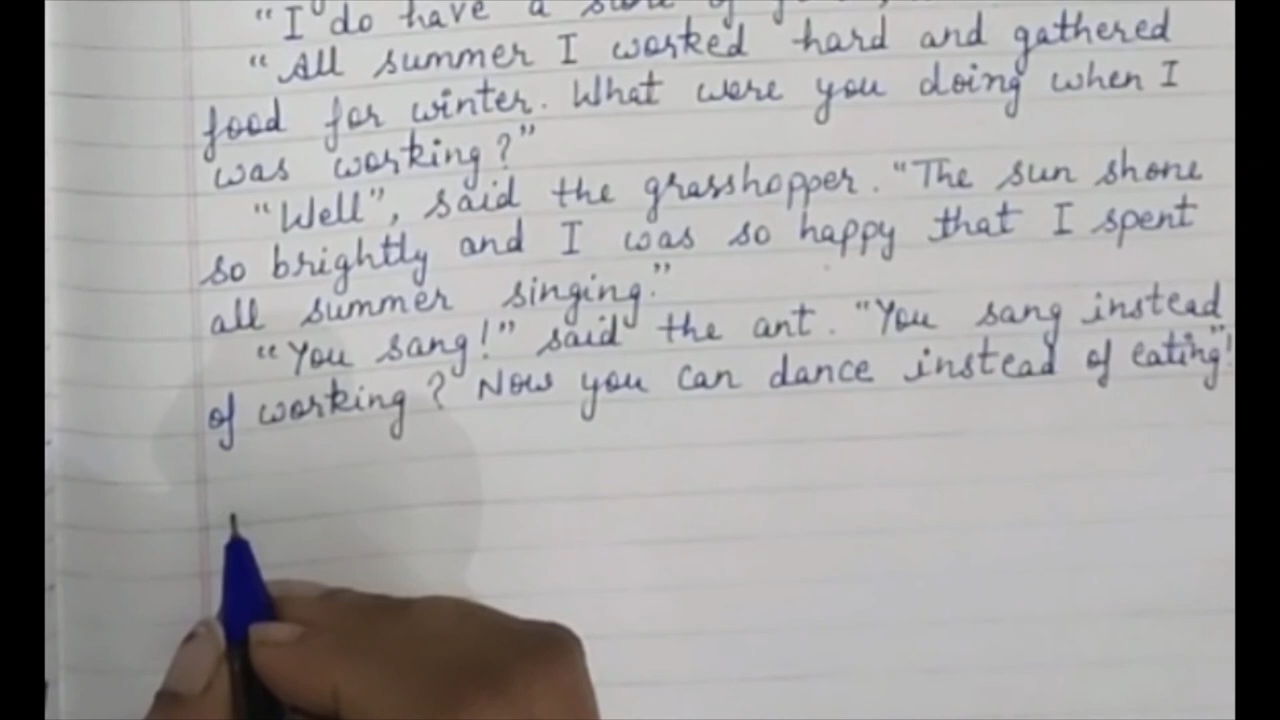 "I do have a
"All summer I worked hard and gathered
food for winter. What were you doing when I
was working?"
"Well", said the grasshopper. "The sun shone
so brightly and I was so happy that I spent
all summer singing."
"You sang!" said the ant. "You sang instead
of working? Now you can dance instead of eating"!